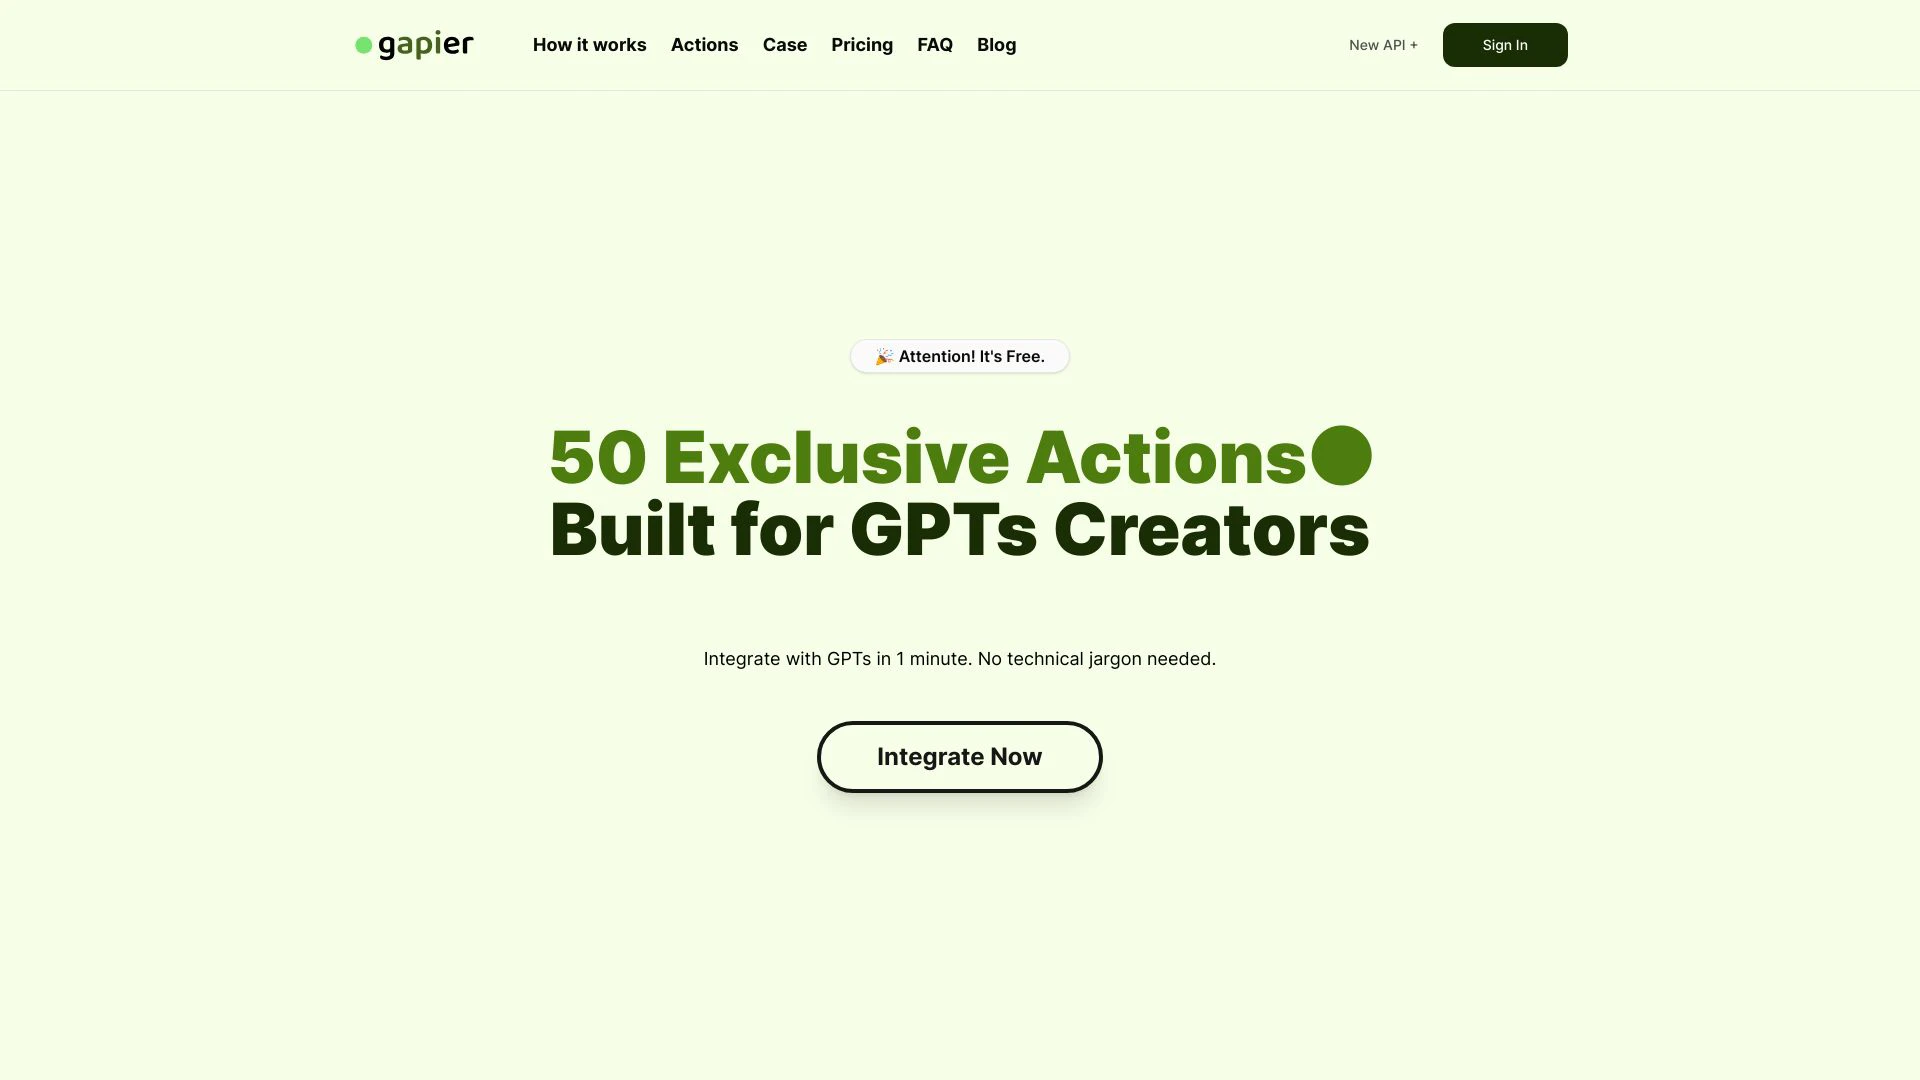 gapier
How it works Actions Case Pricing FAQ Blog
New API +
Sign In
🎉 Attention! It's Free.
50 Exclusive Actions
Built for GPTs Creators
Integrate with GPTs in 1 minute. No technical jargon needed.
Integrate Now